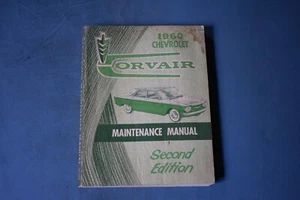 1960
CHEVROLET
CORVAIR
MAINTENANCE MANUAL
Second
Edition